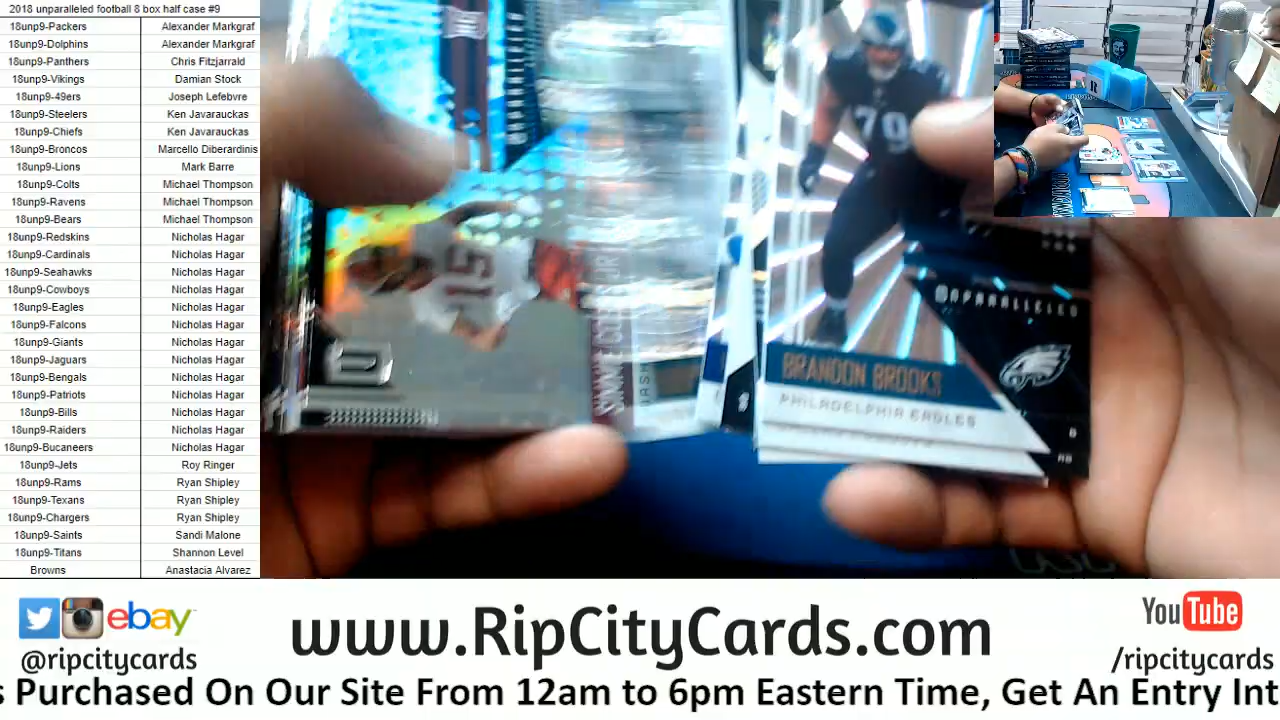 2018 unparalleled football 8 box half case #9
18unp9-Packers Alexander Markgraf
18unp9-Dolphins Alexander Markgraf
18unp9-Panthers Chris Fitzjarrald
18unp9-Vikings Damian Stock
18unp9-49ers Joseph Lefebvre
18unp9-Steelers Ken Javarauckas
18unp9-Chiefs Ken Javarauckas
18unp9-Broncos Marcello Diberardinis
18unp9-Lions Mark Barre
18unp9-Colts Michael Thompson
18unp9-Ravens Michael Thompson
18unp9-Bears Michael Thompson
18unp9-Redskins Nicholas Hagar
18unp9-Cardinals Nicholas Hagar
18unp9-Seahawks Nicholas Hagar
18unp9-Cowboys Nicholas Hagar
18unp9-Eagles Nicholas Hagar
18unp9-Falcons Nicholas Hagar
18unp9-Giants Nicholas Hagar
18unp9-Jaguars Nicholas Hagar
18unp9-Bengals Nicholas Hagar
18unp9-Patriots Nicholas Hagar
18unp9-Bills Nicholas Hagar
18unp9-Raiders Nicholas Hagar
18unp9-Bucaneers Nicholas Hagar
18unp9-Jets Roy Ringer
18unp9-Rams Ryan Shipley
18unp9-Texans Ryan Shipley
18unp9-Chargers Ryan Shipley
18unp9-Saints Sandi Malone
18unp9-Titans Shannon Level
Browns Anastacia Alvarez
79
UNPARALLELED
BRANDON BROOKS
PHILADELPHIA EAGLES
15
U
ebay
@ripcitycards
www.RipCityCards.com
YouTube
/ripcitycards
s Purchased On Our Site From 12am to 6pm Eastern Time, Get An Entry Int